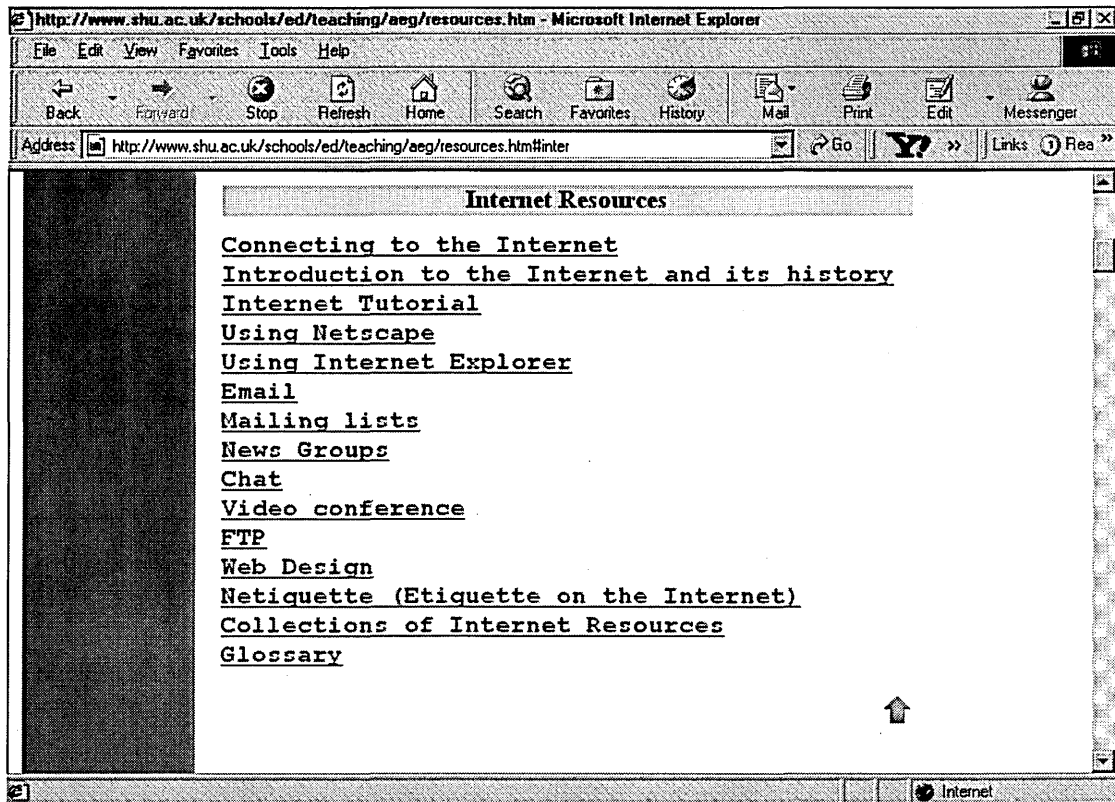 http://www.shu.ac.uk/schools/ed/teaching/aeg/resources.htm - Microsoft Internet Explorer
File Edit View Favorites Tools Help
Back Forward Stop Refresh Home Search Favorites History Mail Print Edit Messenger
Address http://www.shu.ac.uk/schools/ed/teaching/aeg/resources.htm#inter Go Y! » Links Rea »
Internet Resources
Connecting to the Internet
Introduction to the Internet and its history
Internet Tutorial
Using Netscape
Using Internet Explorer
Email
Mailing lists
News Groups
Chat
Video conference
FTP
Web Design
Netiquette (Etiquette on the Internet)
Collections of Internet Resources
Glossary
Internet